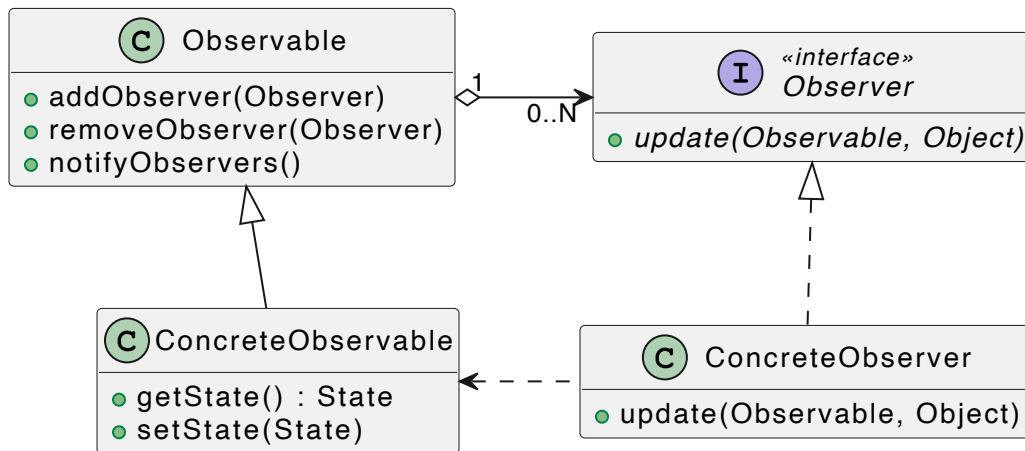 C Observable
addObserver(Observer)
removeObserver(Observer)
notifyObservers()
1
0..N
I «interface»
Observer
update(Observable, Object)
C ConcreteObservable
getState() : State
setState(State)
C ConcreteObserver
update(Observable, Object)